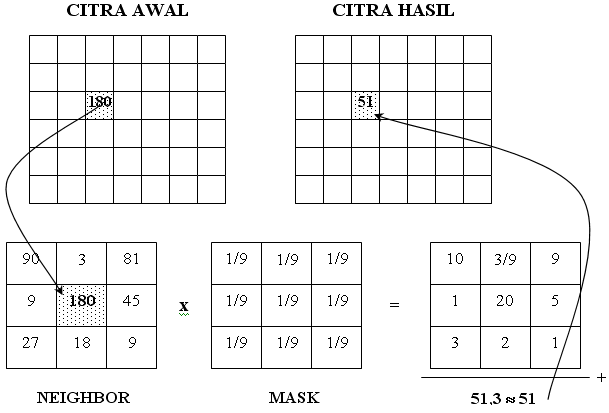 CITRA AWAL CITRA HASIL
180 51
90 3 81 1/9 1/9 1/9 10 3/9 9
9 180 45 x 1/9 1/9 1/9 = 1 20 5
27 18 9 1/9 1/9 1/9 3 2 1
+
NEIGHBOR MASK 51,3 ≈ 51